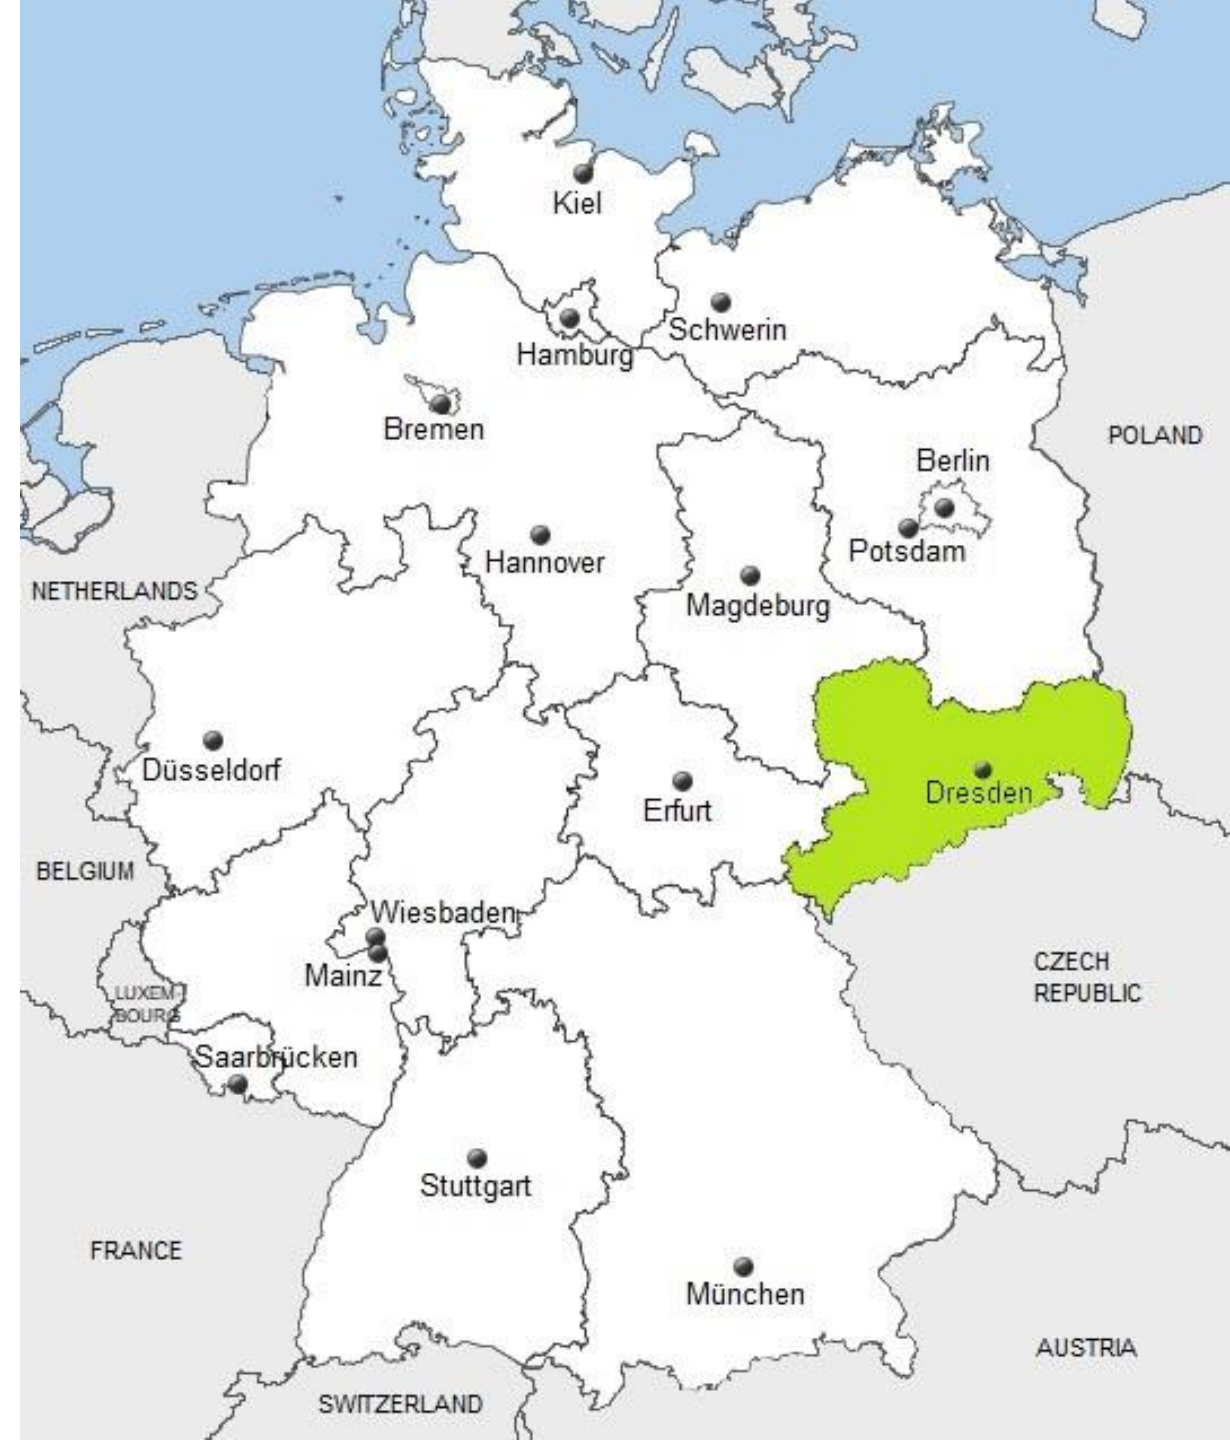 Kiel
Schwerin
Hamburg
Bremen
POLAND
Berlin
Potsdam
Hannover
NETHERLANDS
Magdeburg
Düsseldorf
Dresden
Erfurt
BELGIUM
Wiesbaden
CZECH
REPUBLIC
Mainz
LUXEM-
BOURG
Saarbrücken
Stuttgart
FRANCE
München
AUSTRIA
SWITZERLAND